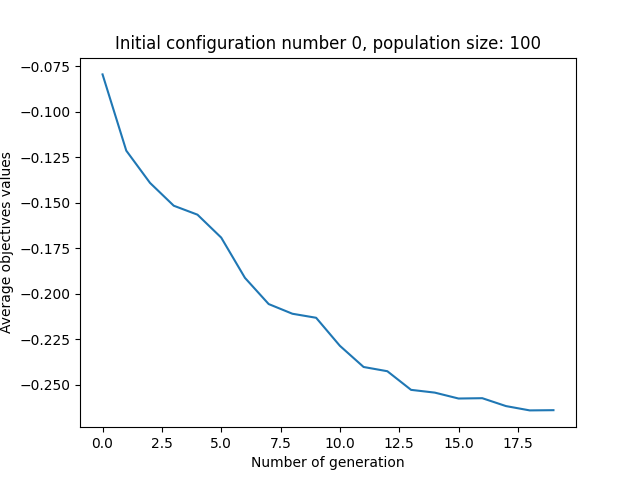 Initial configuration number 0, population size: 100
−0.075
−0.100
−0.125
−0.150
−0.175
−0.200
−0.225
−0.250
Average objectives values
0.0 2.5 5.0 7.5 10.0 12.5 15.0 17.5
Number of generation